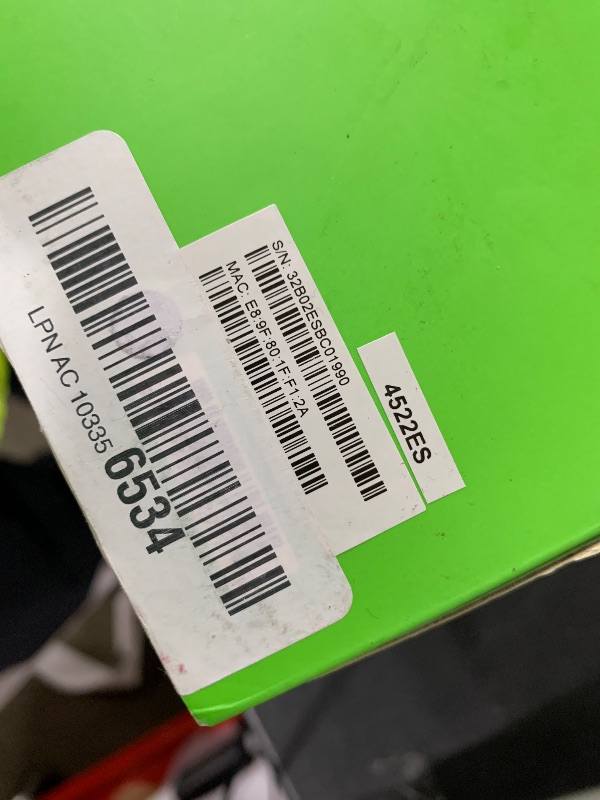 LPN AC 10335 6534
S/N: 32B02ESBC01990
MAC: E8:9F:80:1F:F1:2A
4522ES